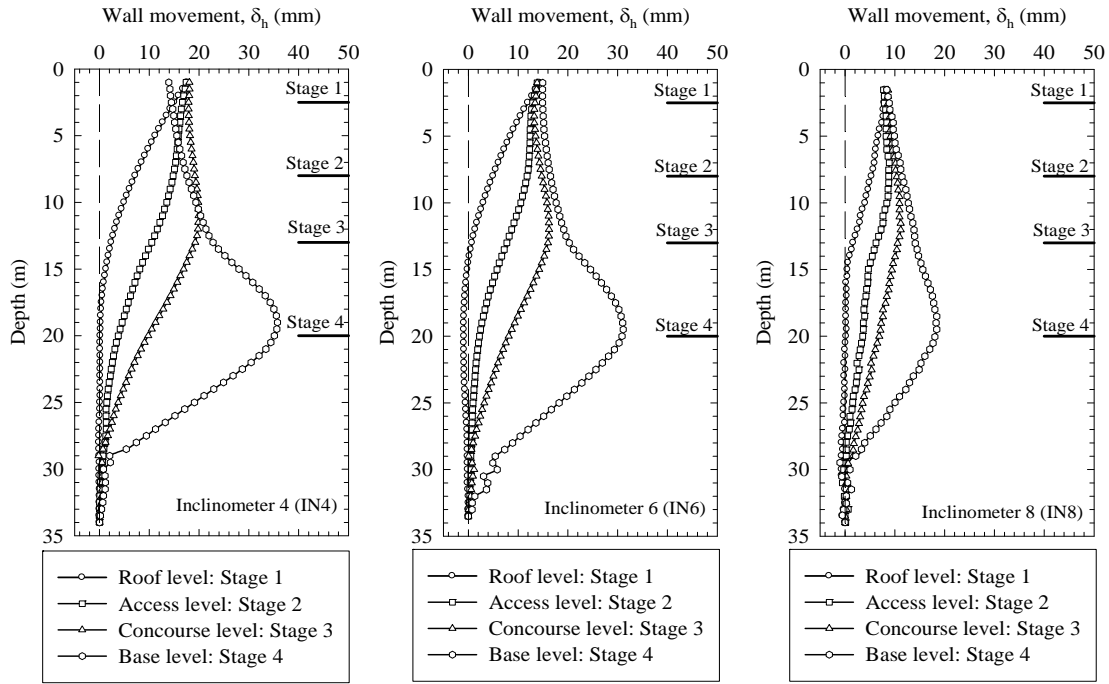 Wall movement, δh (mm)
0 10 20 30 40 50
Depth (m)
0
5
10
15
20
25
30
35
Stage 1
Stage 2
Stage 3
Stage 4
Inclinometer 4 (IN4)
Roof level: Stage 1
Access level: Stage 2
Concourse level: Stage 3
Base level: Stage 4
Wall movement, δh (mm)
0 10 20 30 40 50
Depth (m)
0
5
10
15
20
25
30
35
Stage 1
Stage 2
Stage 3
Stage 4
Inclinometer 6 (IN6)
Roof level: Stage 1
Access level: Stage 2
Concourse level: Stage 3
Base level: Stage 4
Wall movement, δh (mm)
0 10 20 30 40 50
Depth (m)
0
5
10
15
20
25
30
35
Stage 1
Stage 2
Stage 3
Stage 4
Inclinometer 8 (IN8)
Roof level: Stage 1
Access level: Stage 2
Concourse level: Stage 3
Base level: Stage 4